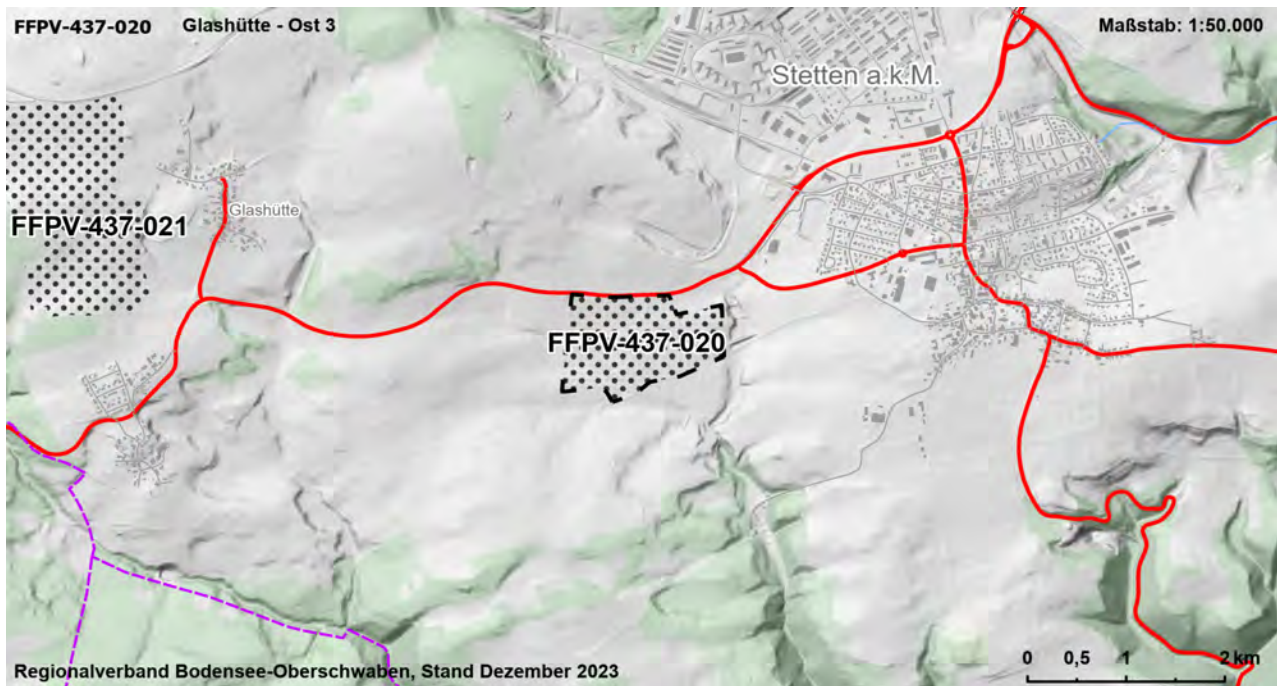 FFPV-437-020 Glashütte - Ost 3 Maßstab: 1:50.000
Stetten a.k.M.
Glashütte
FFPV-437-021
FFPV-437-020
0 0,5 1 2 km
Regionalverband Bodensee-Oberschwaben, Stand Dezember 2023